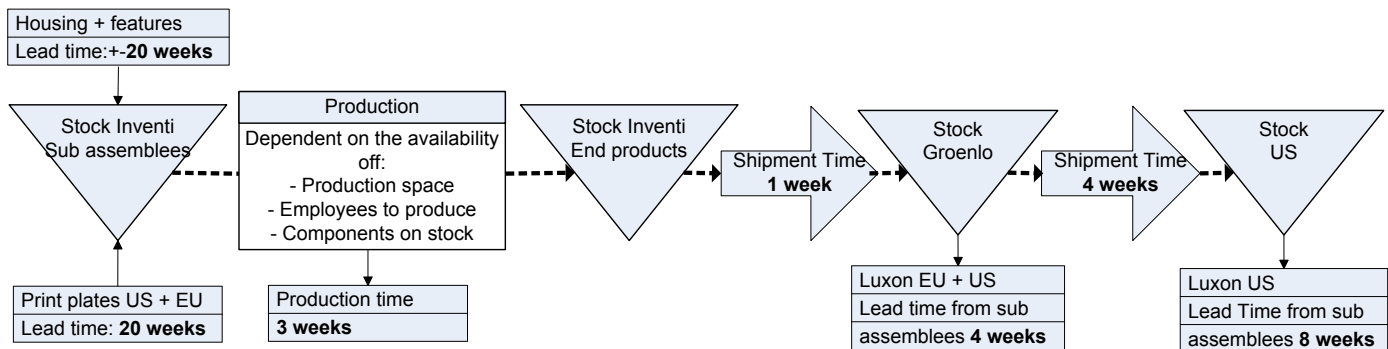 Housing + features
Lead time:+-20 weeks
Stock Inventi
Sub assemblees
Production
Dependent on the availability
off:
- Production space
- Employees to produce
- Components on stock
Stock Inventi
End products
Shipment Time
1 week
Stock
Groenlo
Shipment Time
4 weeks
Stock
US
Print plates US + EU
Lead time: 20 weeks
Production time
3 weeks
Luxon EU + US
Lead time from sub
assemblees 4 weeks
Luxon US
Lead Time from sub
assemblees 8 weeks